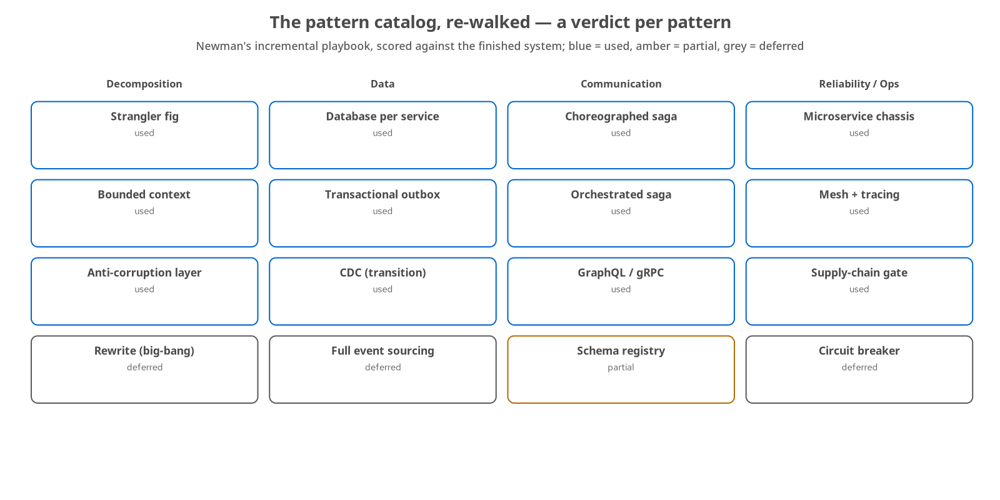 The pattern catalog, re-walked — a verdict per pattern
Newman's incremental playbook, scored against the finished system; blue = used, amber = partial, grey = deferred
Decomposition
Data
Communication
Reliability / Ops
Strangler fig
used
Database per service
used
Choreographed saga
used
Microservice chassis
used
Bounded context
used
Transactional outbox
used
Orchestrated saga
used
Mesh + tracing
used
Anti-corruption layer
used
CDC (transition)
used
GraphQL / gRPC
used
Supply-chain gate
used
Rewrite (big-bang)
deferred
Full event sourcing
deferred
Schema registry
partial
Circuit breaker
deferred